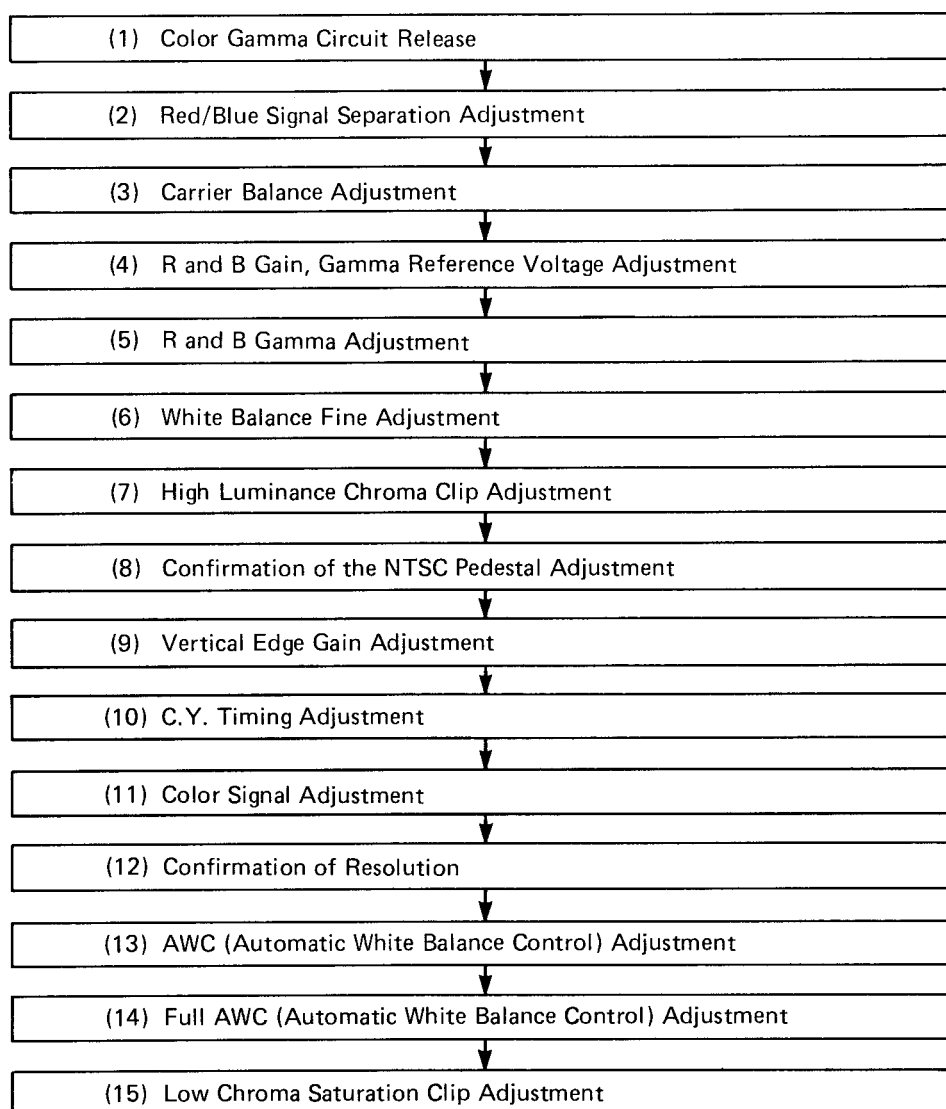 (1) Color Gamma Circuit Release
(2) Red/Blue Signal Separation Adjustment
(3) Carrier Balance Adjustment
(4) R and B Gain, Gamma Reference Voltage Adjustment
(5) R and B Gamma Adjustment
(6) White Balance Fine Adjustment
(7) High Luminance Chroma Clip Adjustment
(8) Confirmation of the NTSC Pedestal Adjustment
(9) Vertical Edge Gain Adjustment
(10) C.Y. Timing Adjustment
(11) Color Signal Adjustment
(12) Confirmation of Resolution
(13) AWC (Automatic White Balance Control) Adjustment
(14) Full AWC (Automatic White Balance Control) Adjustment
(15) Low Chroma Saturation Clip Adjustment